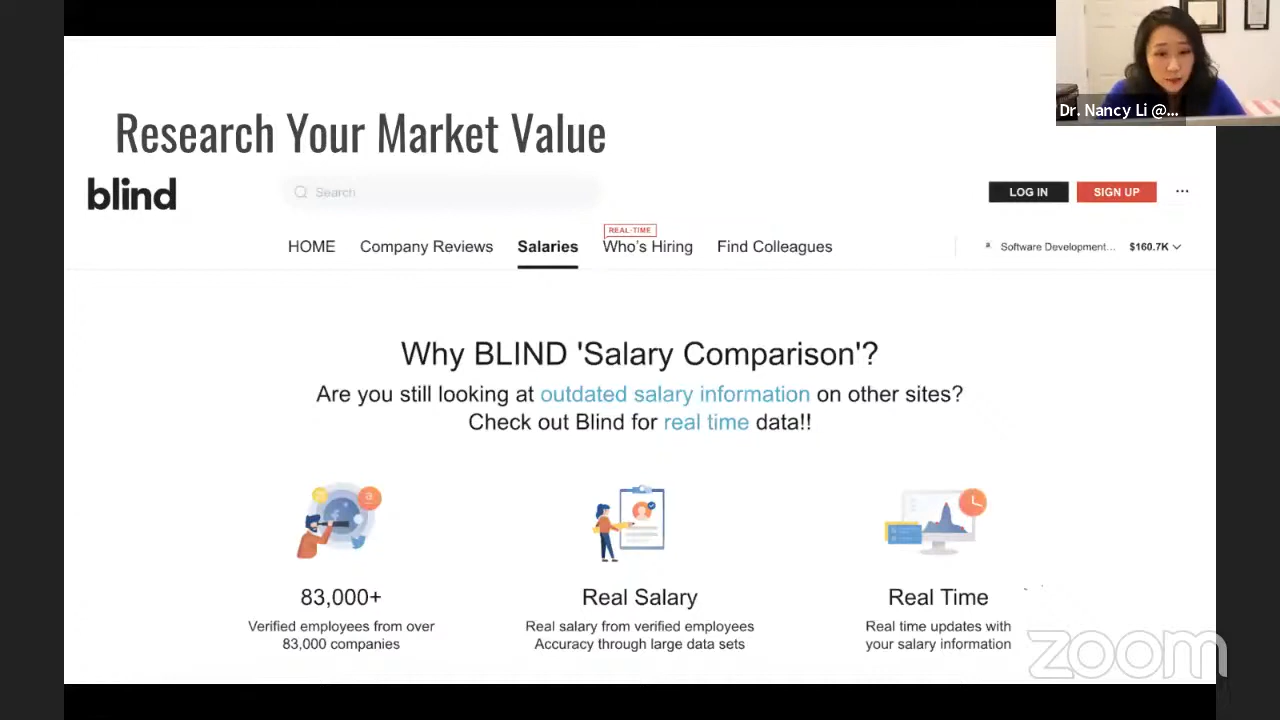 Research Your Market Value
Dr. Nancy Li @...
blind
Search
LOG IN
SIGN UP
...
REAL-TIME
HOME
Company Reviews
Salaries
Who's Hiring
Find Colleagues
a
Software Development...
$160.7K
Why BLIND 'Salary Comparison'?
Are you still looking at outdated salary information on other sites?
Check out Blind for real time data!!
83,000+
Verified employees from over
83,000 companies
Real Salary
Real salary from verified employees
Accuracy through large data sets
Real Time
Real time updates with
your salary information
zoom